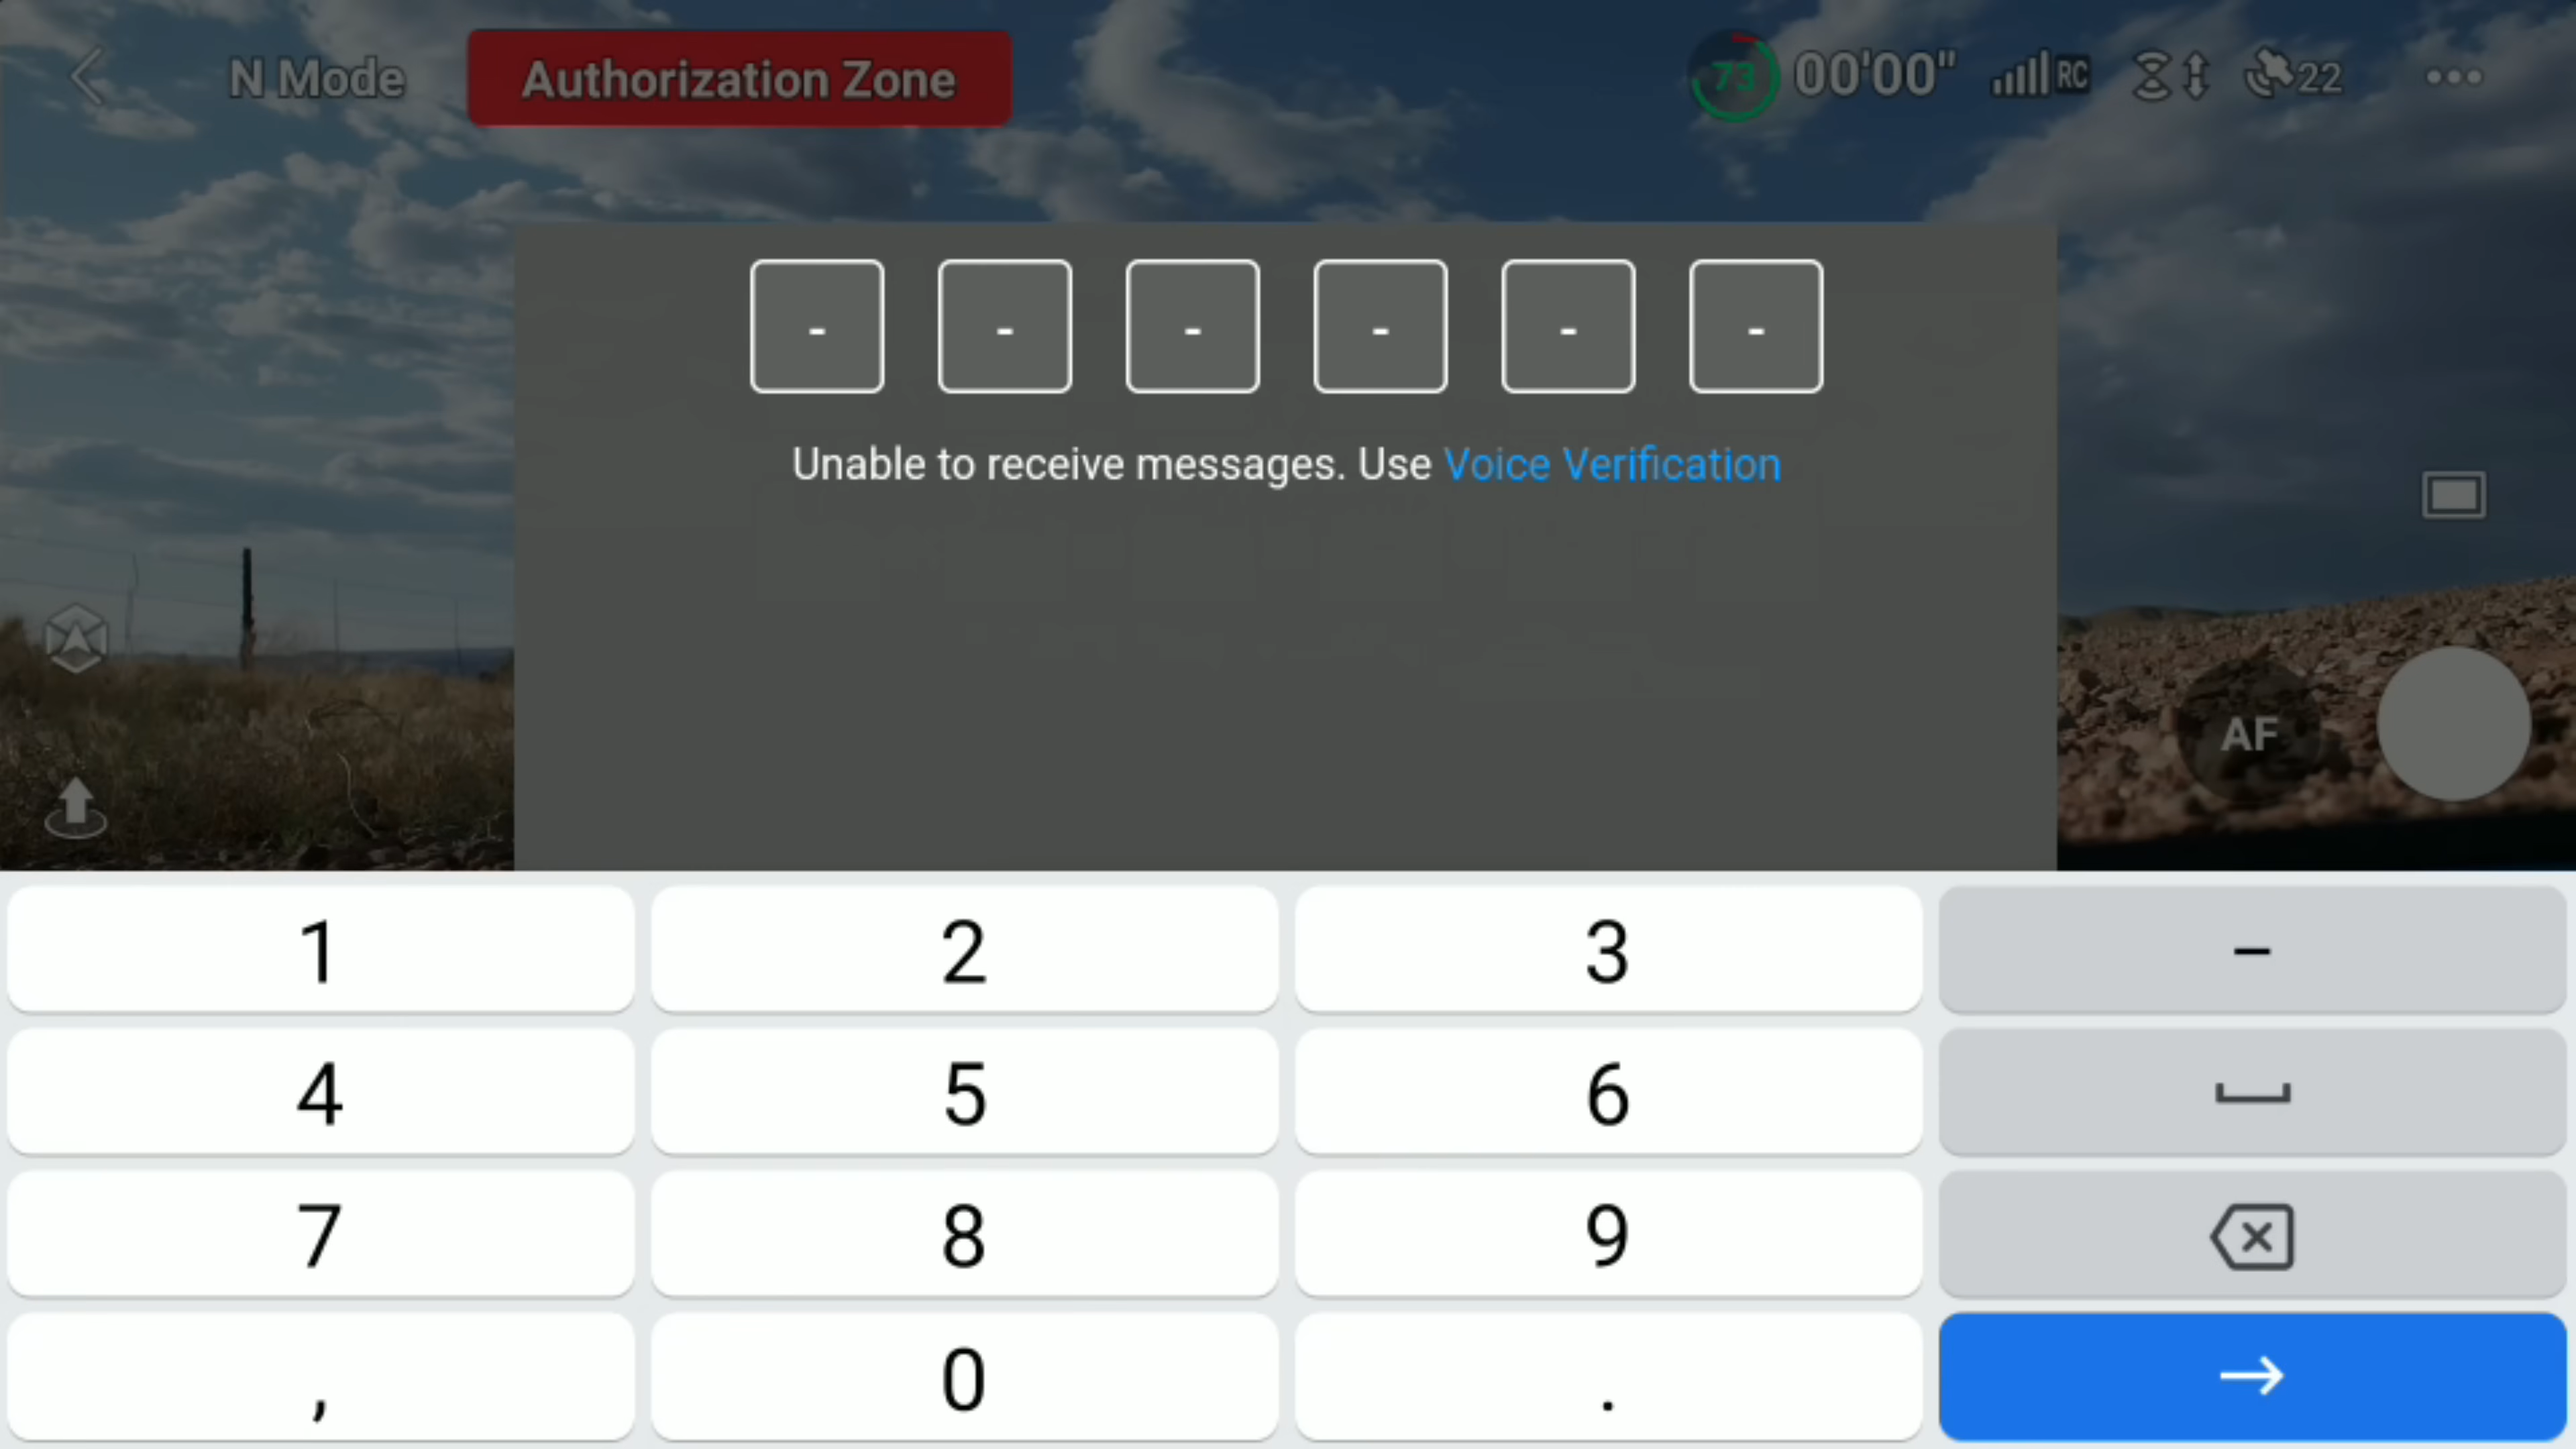 N Mode Authorization Zone 73 00'00" RC 22
- - - - - -
Unable to receive messages. Use Voice Verification
AF
1 2 3 –
4 5 6
7 8 9
, 0 .